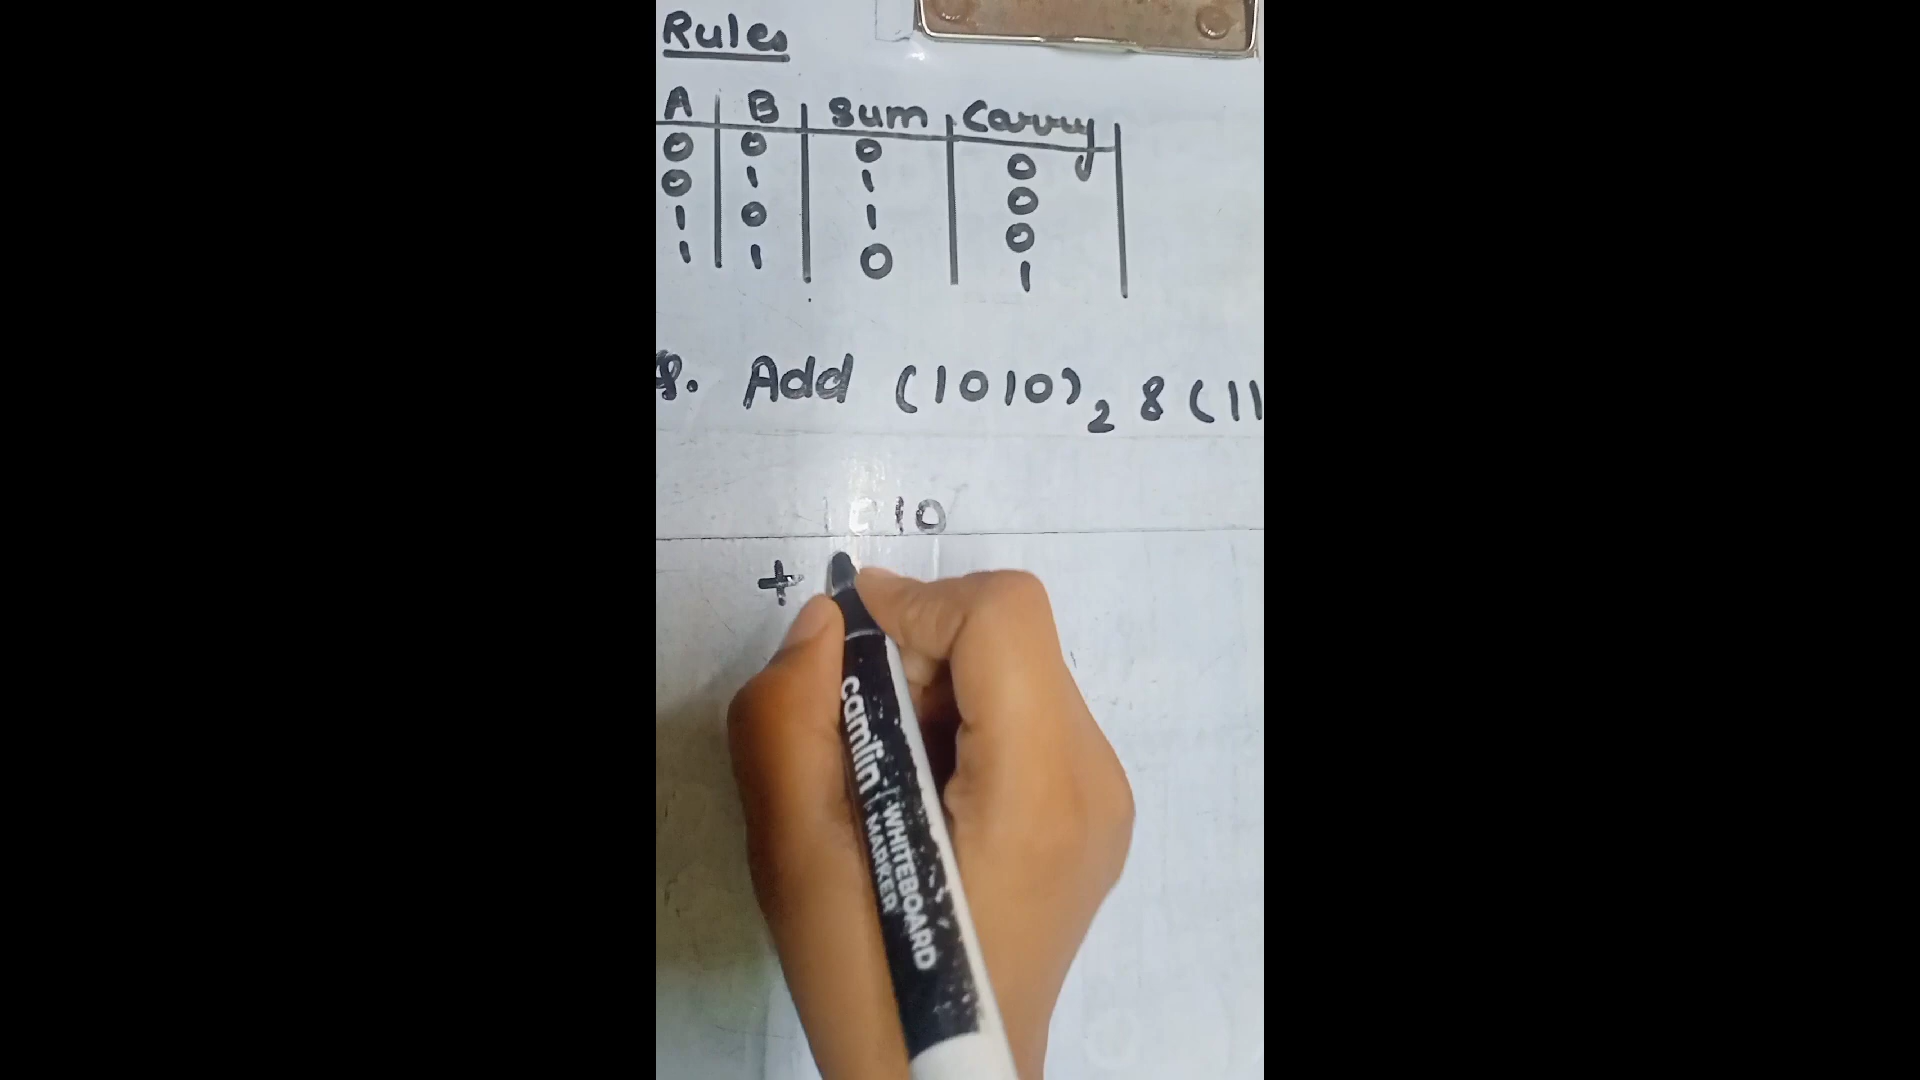 Rules
A B Sum Carry
0 0 0 0
0 1 1 0
1 0 1 0
1 1 0 1
Add (1010)2 & (11
1010
+
camlin WHITEBOARD
MARKER